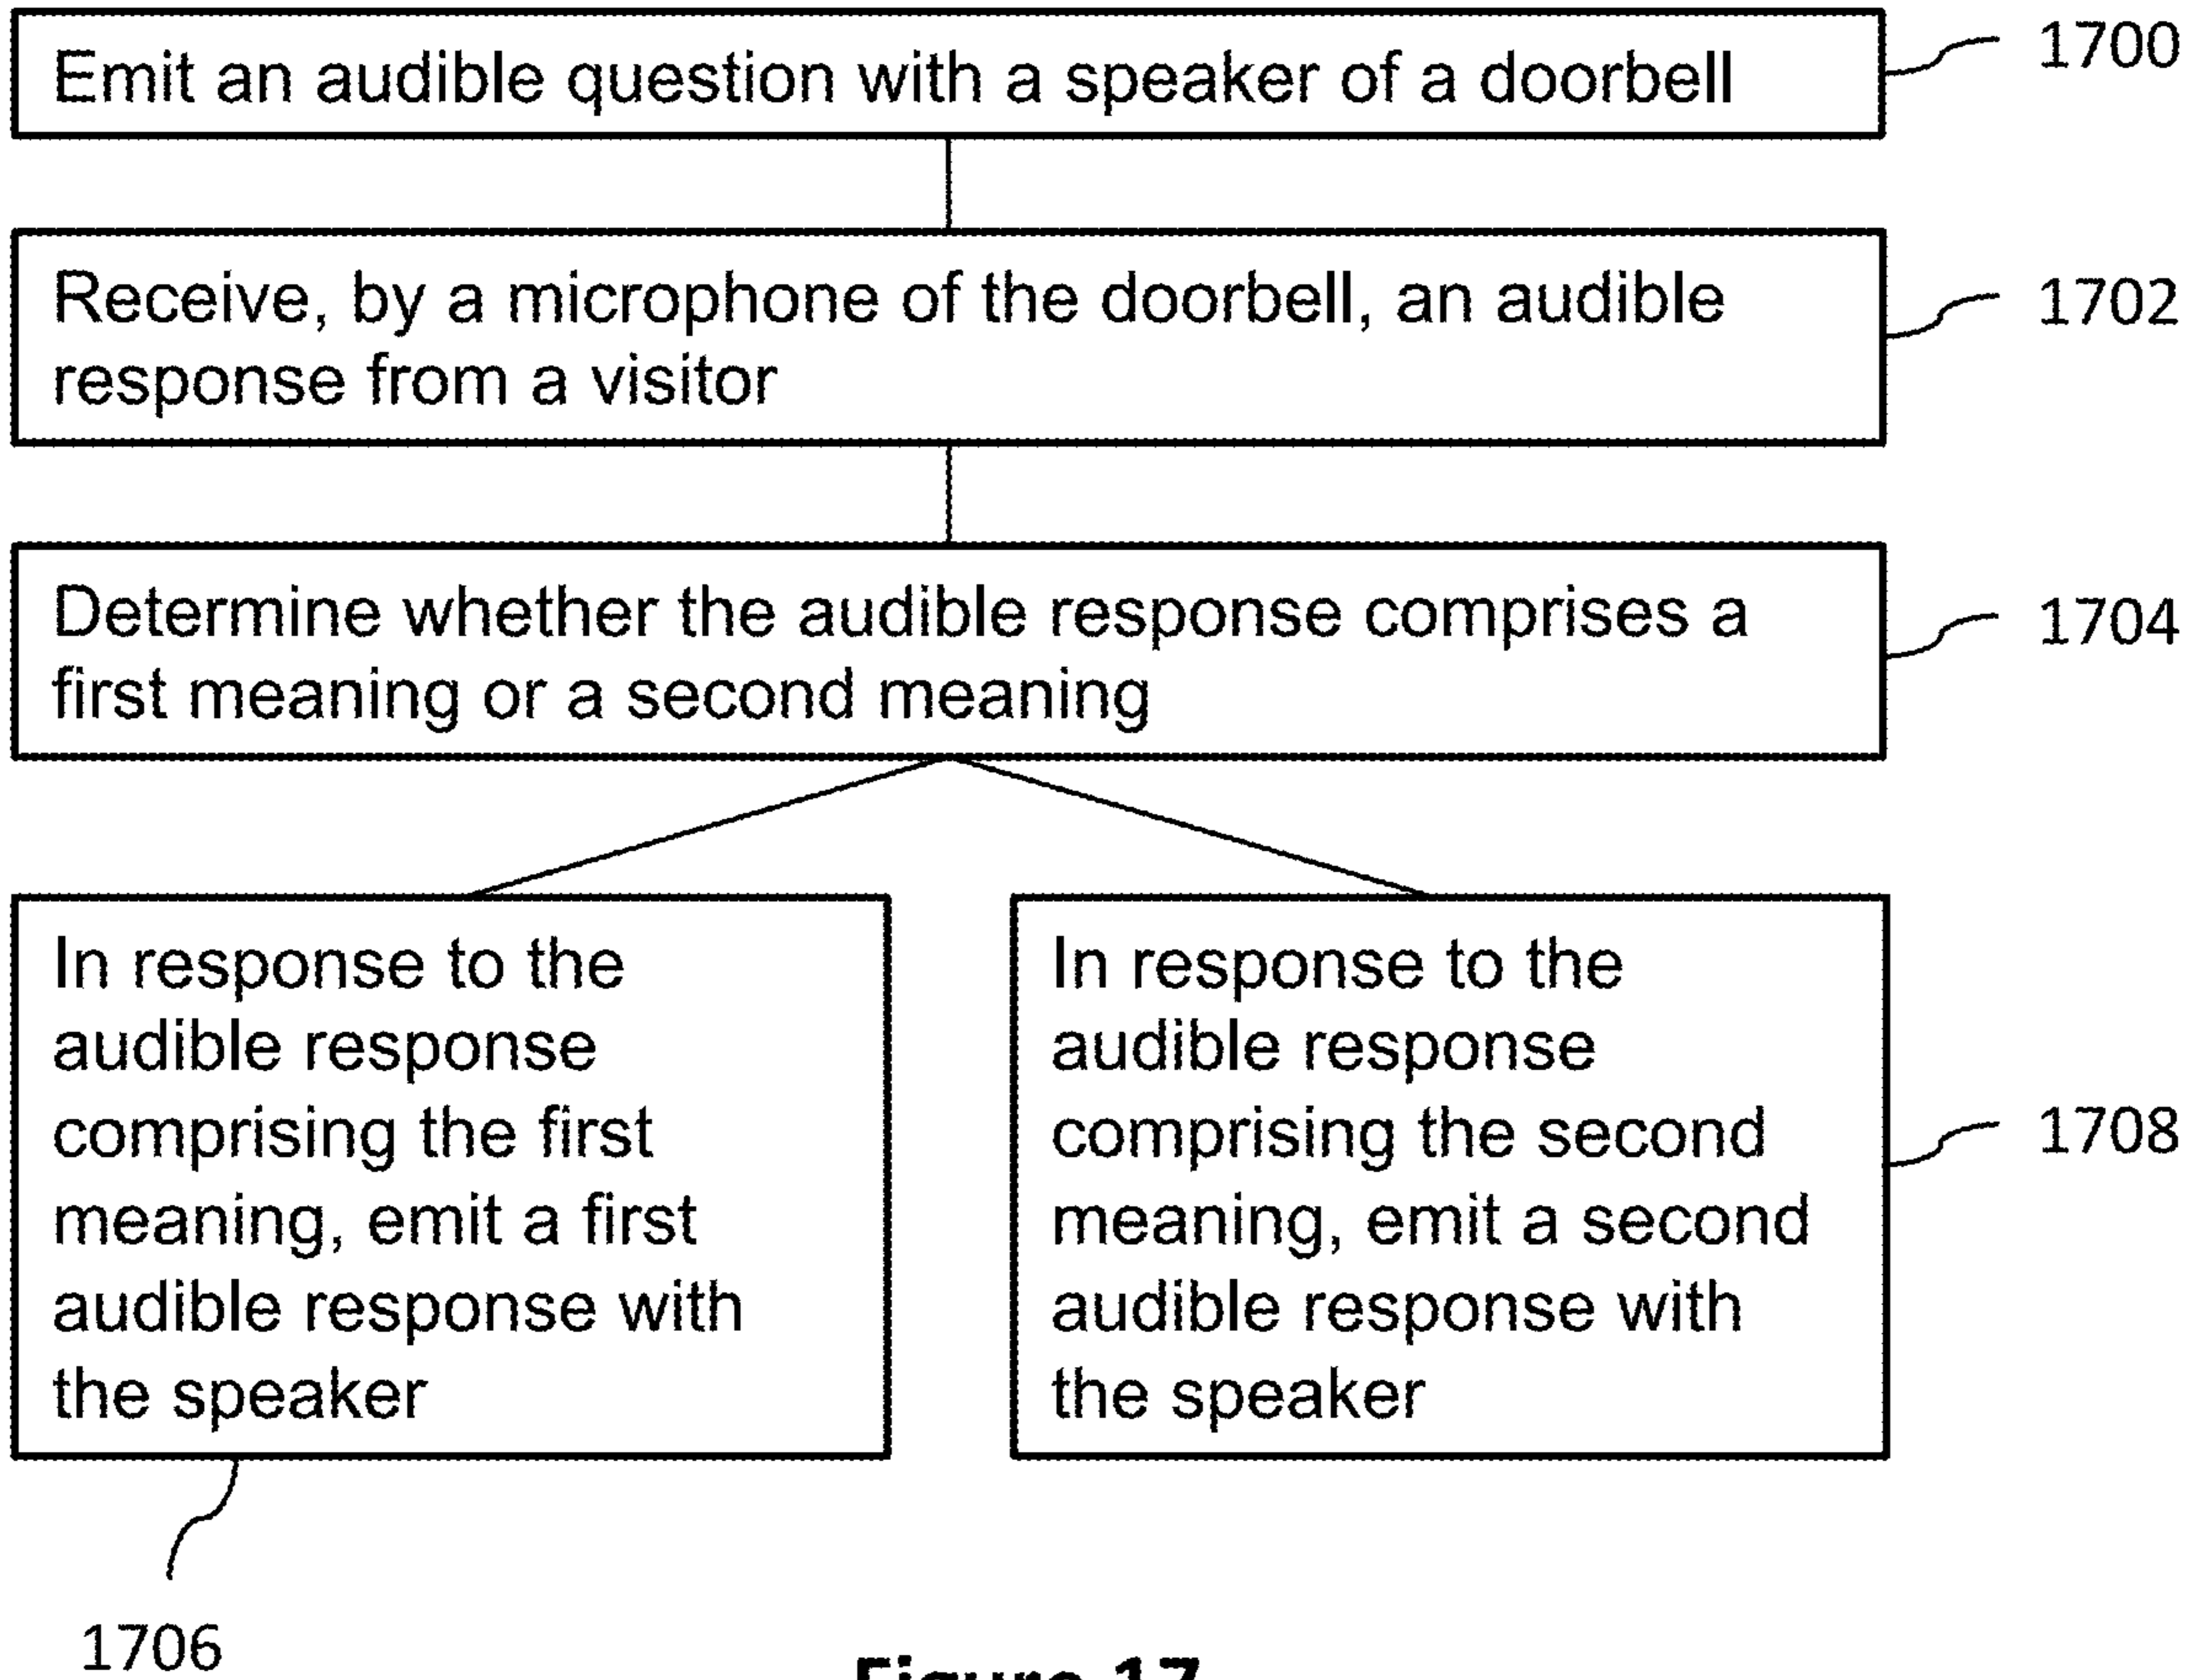 Emit an audible question with a speaker of a doorbell
1700
Receive, by a microphone of the doorbell, an audible
response from a visitor
1702
Determine whether the audible response comprises a
first meaning or a second meaning
1704
In response to the
audible response
comprising the first
meaning, emit a first
audible response with
the speaker
1706
In response to the
audible response
comprising the second
meaning, emit a second
audible response with
the speaker
1708
Figure 17